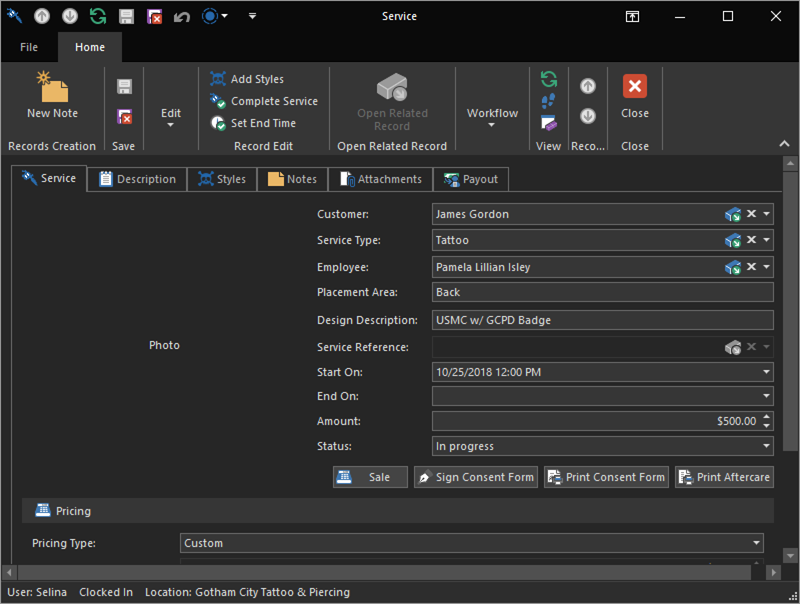 Service
File Home
New Note
Records Creation
Save
Edit
Add Styles
Complete Service
Set End Time
Record Edit
Open Related
Record
Open Related Record
Workflow
View
Reco...
Close
Close
Service Description Styles Notes Attachments Payout
Photo
Customer: James Gordon
Service Type: Tattoo
Employee: Pamela Lillian Isley
Placement Area: Back
Design Description: USMC w/ GCPD Badge
Service Reference:
Start On: 10/25/2018 12:00 PM
End On:
Amount: $500.00
Status: In progress
Sale Sign Consent Form Print Consent Form Print Aftercare
Pricing
Pricing Type: Custom
User: Selina Clocked In Location: Gotham City Tattoo & Piercing